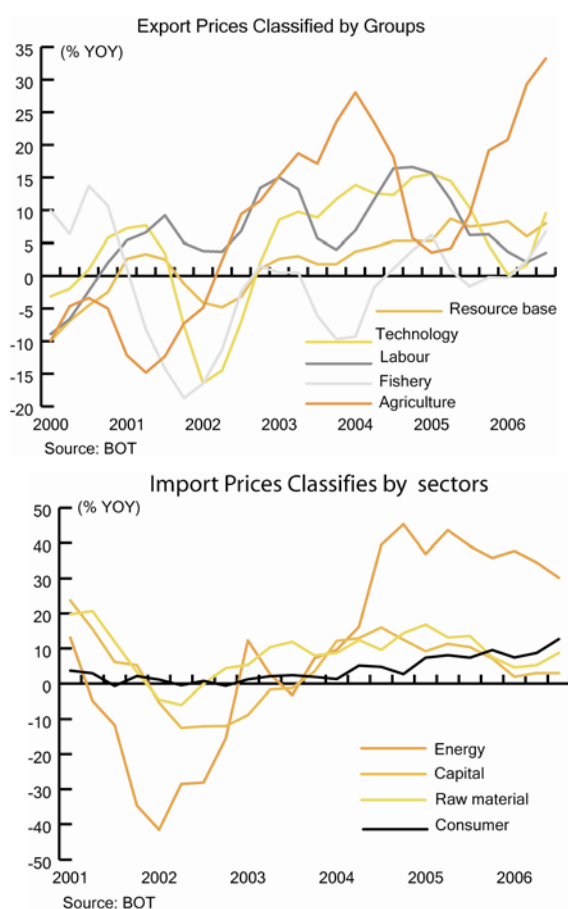 Export Prices Classified by Groups
(% YOY)
35
30
25
20
15
10
5
0
-5
-10
-15
-20
Resource base
Technology
Labour
Fishery
Agriculture
2000 2001 2002 2003 2004 2005 2006
Source: BOT
Import Prices Classifies by sectors
(% YOY)
50
40
30
20
10
0
-10
-20
-30
-40
-50
Energy
Capital
Raw material
Consumer
2001 2002 2003 2004 2005 2006
Source: BOT